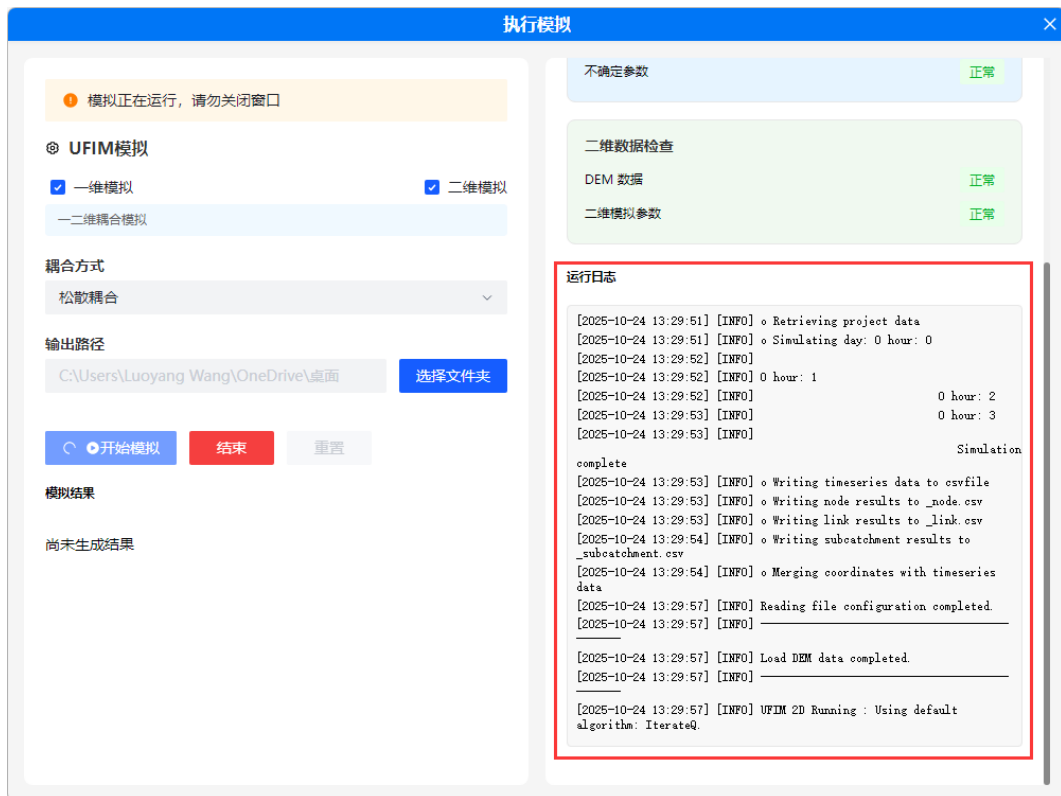 执行模拟
模拟正在运行，请勿关闭窗口
UFIM模拟
一维模拟
二维模拟
一二维耦合模拟
耦合方式
松散耦合
输出路径
C:\Users\Luoyang Wang\OneDrive\桌面
选择文件夹
开始模拟
结束
重置
模拟结果
尚未生成结果
不确定参数
正常
二维数据检查
DEM 数据
正常
二维模拟参数
正常
运行日志
[2025-10-24 13:29:51] [INFO] o Retrieving project data
[2025-10-24 13:29:51] [INFO] o Simulating day: 0 hour: 0
[2025-10-24 13:29:52] [INFO]
[2025-10-24 13:29:52] [INFO] 0 hour: 1
[2025-10-24 13:29:52] [INFO] 0 hour: 2
[2025-10-24 13:29:53] [INFO] 0 hour: 3
[2025-10-24 13:29:53] [INFO]
Simulation
complete
[2025-10-24 13:29:53] [INFO] o Writing timeseries data to csvfile
[2025-10-24 13:29:53] [INFO] o Writing node results to _node.csv
[2025-10-24 13:29:53] [INFO] o Writing link results to _link.csv
[2025-10-24 13:29:54] [INFO] o Writing subcatchment results to
_subcatchment.csv
[2025-10-24 13:29:54] [INFO] o Merging coordinates with timeseries
data
[2025-10-24 13:29:57] [INFO] Reading file configuration completed.
[2025-10-24 13:29:57] [INFO] ————————————————————
———
[2025-10-24 13:29:57] [INFO] Load DEM data completed.
[2025-10-24 13:29:57] [INFO] ————————————————————
———
[2025-10-24 13:29:57] [INFO] UFIM 2D Running : Using default
algorithm: IterateQ.